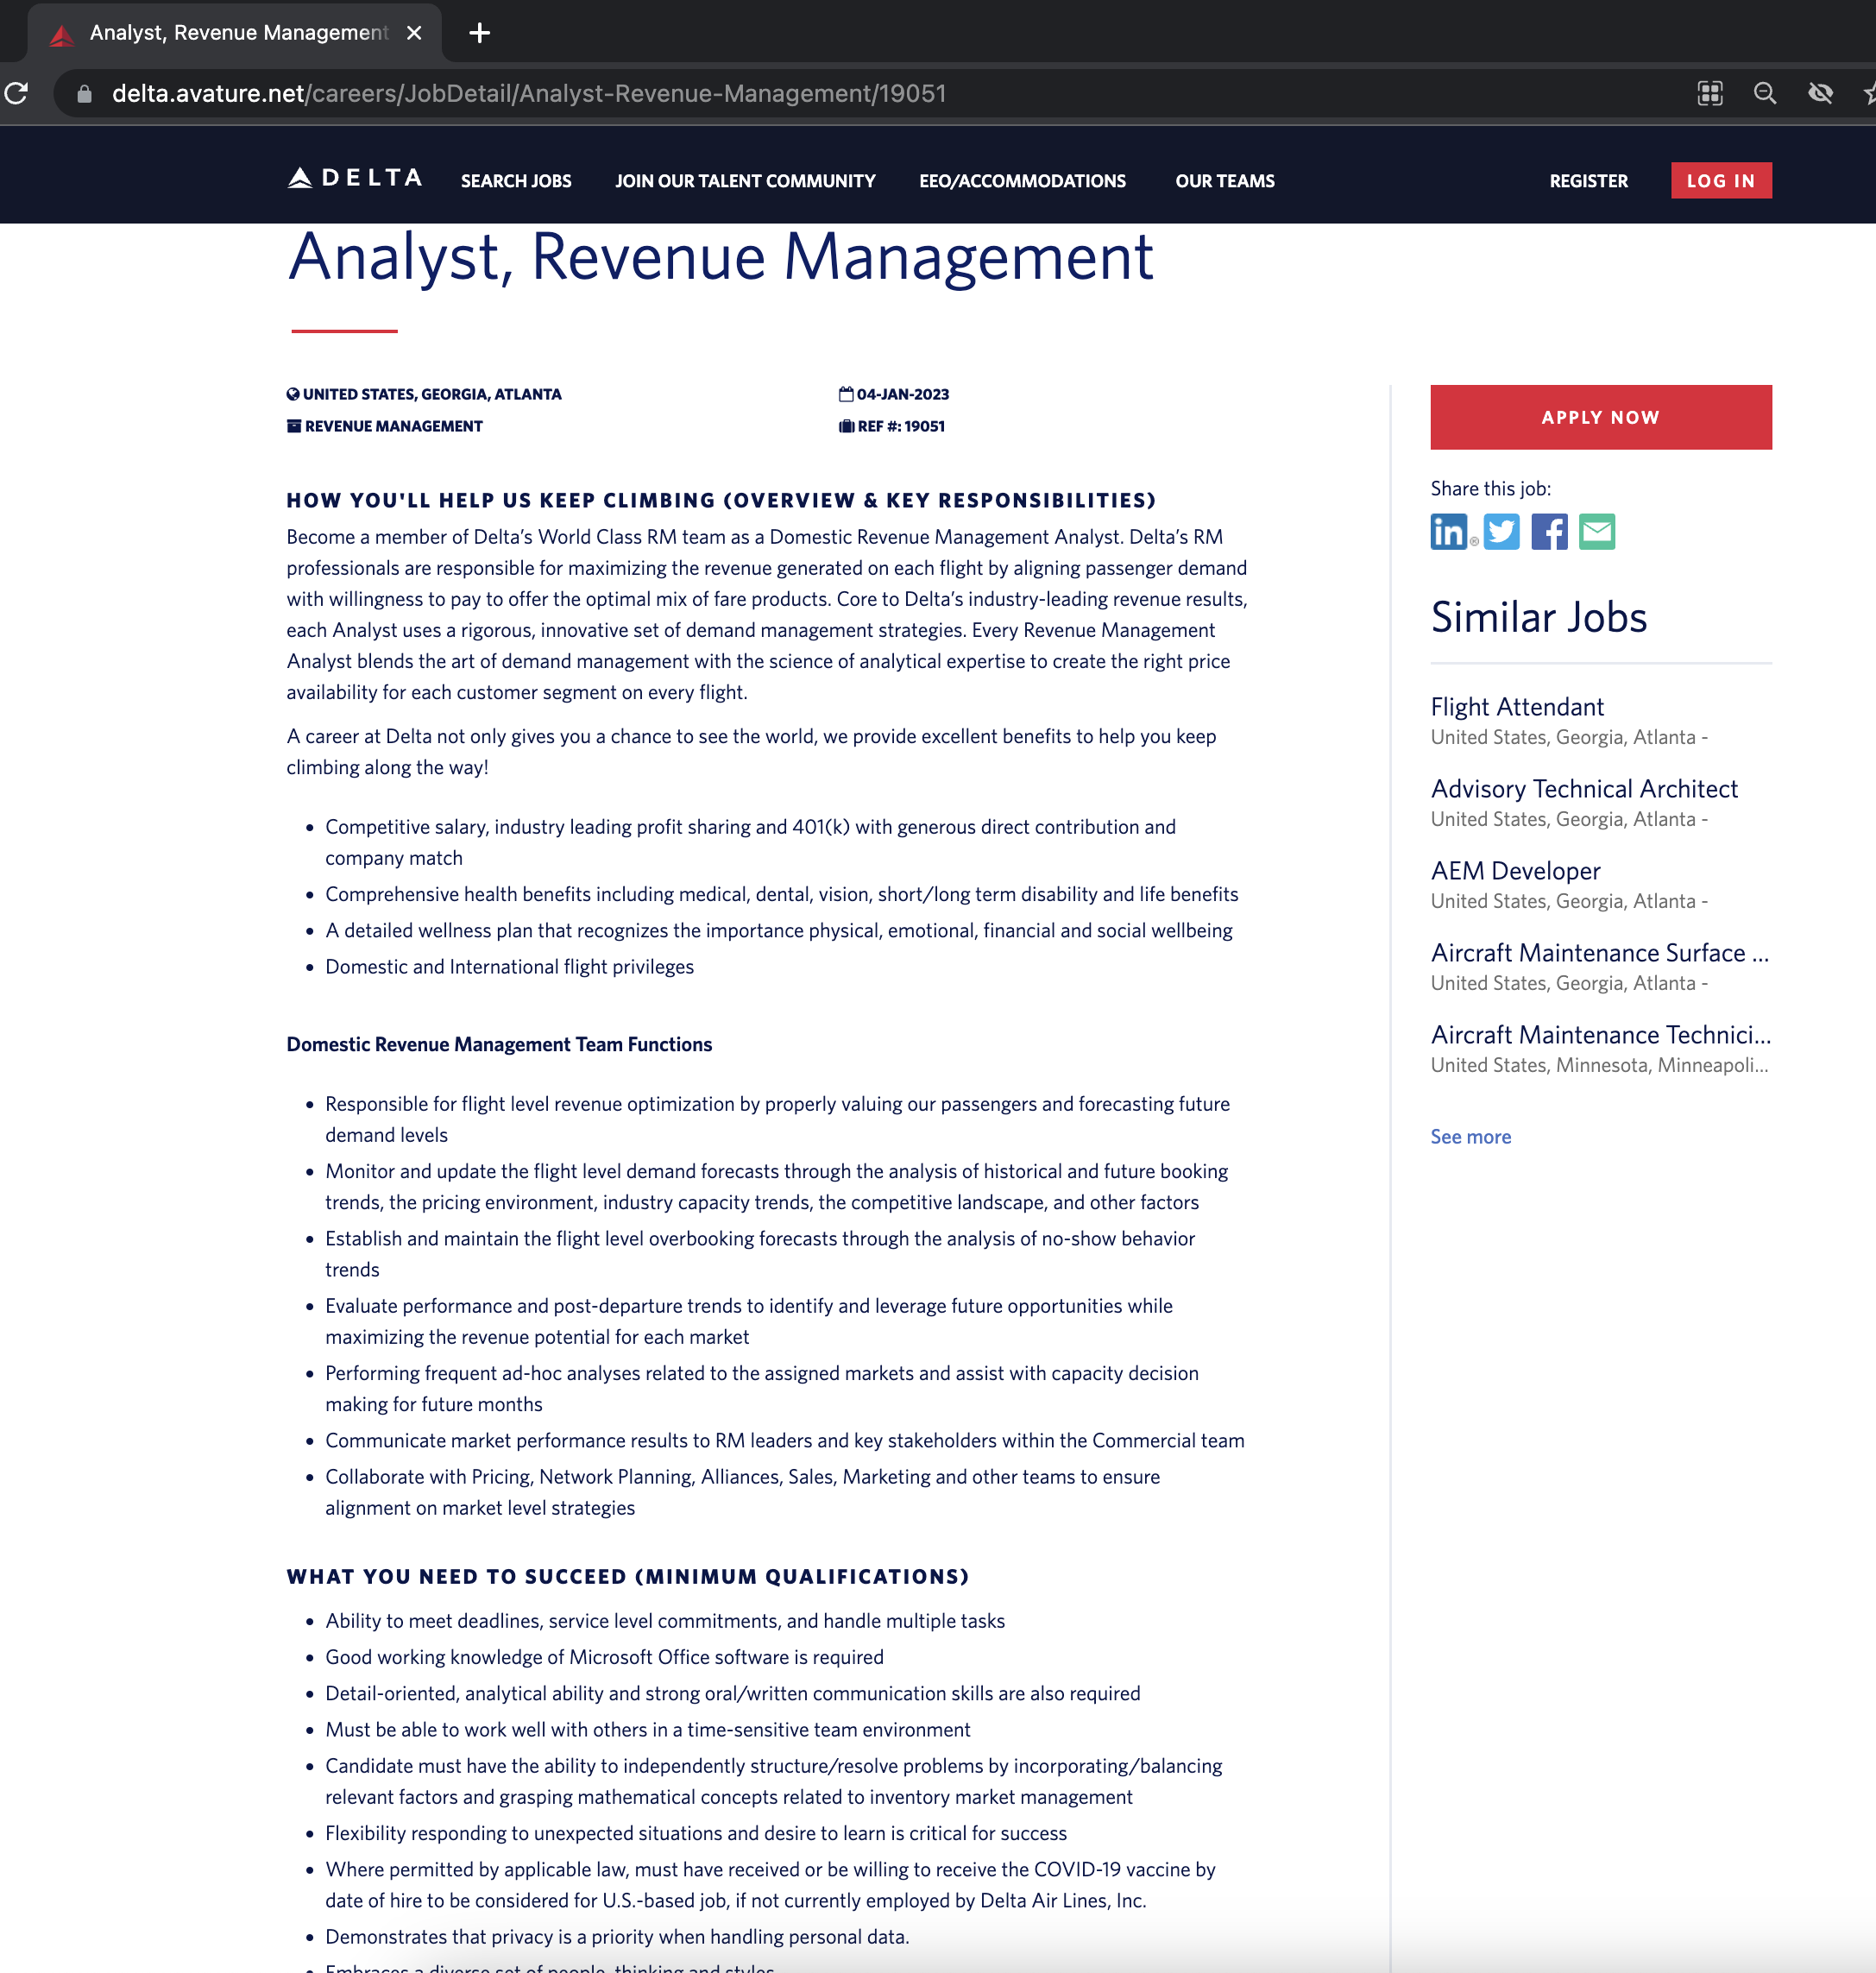 Analyst, Revenue Management
delta.avature.net/careers/JobDetail/Analyst-Revenue-Management/19051
DELTA
SEARCH JOBS
JOIN OUR TALENT COMMUNITY
EEO/ACCOMMODATIONS
OUR TEAMS
REGISTER
LOG IN
Analyst, Revenue Management
UNITED STATES, GEORGIA, ATLANTA
04-JAN-2023
REVENUE MANAGEMENT
REF #: 19051
HOW YOU'LL HELP US KEEP CLIMBING (OVERVIEW & KEY RESPONSIBILITIES)
Become a member of Delta’s World Class RM team as a Domestic Revenue Management Analyst. Delta’s RM
professionals are responsible for maximizing the revenue generated on each flight by aligning passenger demand
with willingness to pay to offer the optimal mix of fare products. Core to Delta’s industry-leading revenue results,
each Analyst uses a rigorous, innovative set of demand management strategies. Every Revenue Management
Analyst blends the art of demand management with the science of analytical expertise to create the right price
availability for each customer segment on every flight.
A career at Delta not only gives you a chance to see the world, we provide excellent benefits to help you keep
climbing along the way!
• Competitive salary, industry leading profit sharing and 401(k) with generous direct contribution and
company match
• Comprehensive health benefits including medical, dental, vision, short/long term disability and life benefits
• A detailed wellness plan that recognizes the importance physical, emotional, financial and social wellbeing
• Domestic and International flight privileges
Domestic Revenue Management Team Functions
• Responsible for flight level revenue optimization by properly valuing our passengers and forecasting future
demand levels
• Monitor and update the flight level demand forecasts through the analysis of historical and future booking
trends, the pricing environment, industry capacity trends, the competitive landscape, and other factors
• Establish and maintain the flight level overbooking forecasts through the analysis of no-show behavior
trends
• Evaluate performance and post-departure trends to identify and leverage future opportunities while
maximizing the revenue potential for each market
• Performing frequent ad-hoc analyses related to the assigned markets and assist with capacity decision
making for future months
• Communicate market performance results to RM leaders and key stakeholders within the Commercial team
• Collaborate with Pricing, Network Planning, Alliances, Sales, Marketing and other teams to ensure
alignment on market level strategies
WHAT YOU NEED TO SUCCEED (MINIMUM QUALIFICATIONS)
• Ability to meet deadlines, service level commitments, and handle multiple tasks
• Good working knowledge of Microsoft Office software is required
• Detail-oriented, analytical ability and strong oral/written communication skills are also required
• Must be able to work well with others in a time-sensitive team environment
• Candidate must have the ability to independently structure/resolve problems by incorporating/balancing
relevant factors and grasping mathematical concepts related to inventory market management
• Flexibility responding to unexpected situations and desire to learn is critical for success
• Where permitted by applicable law, must have received or be willing to receive the COVID-19 vaccine by
date of hire to be considered for U.S.-based job, if not currently employed by Delta Air Lines, Inc.
• Demonstrates that privacy is a priority when handling personal data.
• Embraces a diverse set of people, thinking and styles
APPLY NOW
Share this job:
in ®
f
Similar Jobs
Flight Attendant
United States, Georgia, Atlanta -
Advisory Technical Architect
United States, Georgia, Atlanta -
AEM Developer
United States, Georgia, Atlanta -
Aircraft Maintenance Surface ...
United States, Georgia, Atlanta -
Aircraft Maintenance Technici...
United States, Minnesota, Minneapoli...
See more